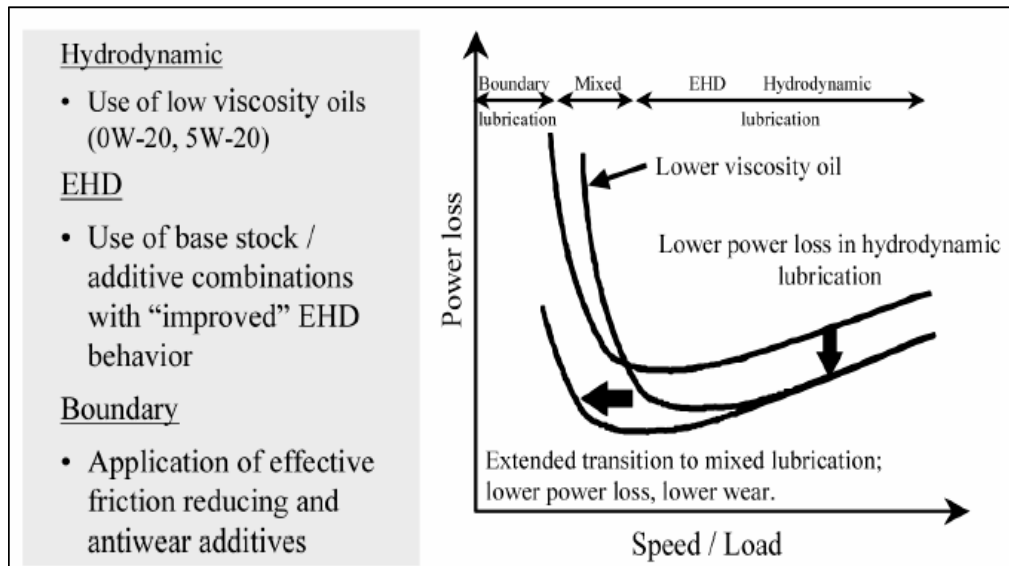 Hydrodynamic
• Use of low viscosity oils
(0W-20, 5W-20)
EHD
• Use of base stock /
additive combinations
with “improved” EHD
behavior
Boundary
• Application of effective
friction reducing and
antiwear additives
Power loss
Boundary Mixed EHD Hydrodynamic
lubrication lubrication
Lower viscosity oil
Lower power loss in hydrodynamic
lubrication
Extended transition to mixed lubrication;
lower power loss, lower wear.
Speed / Load